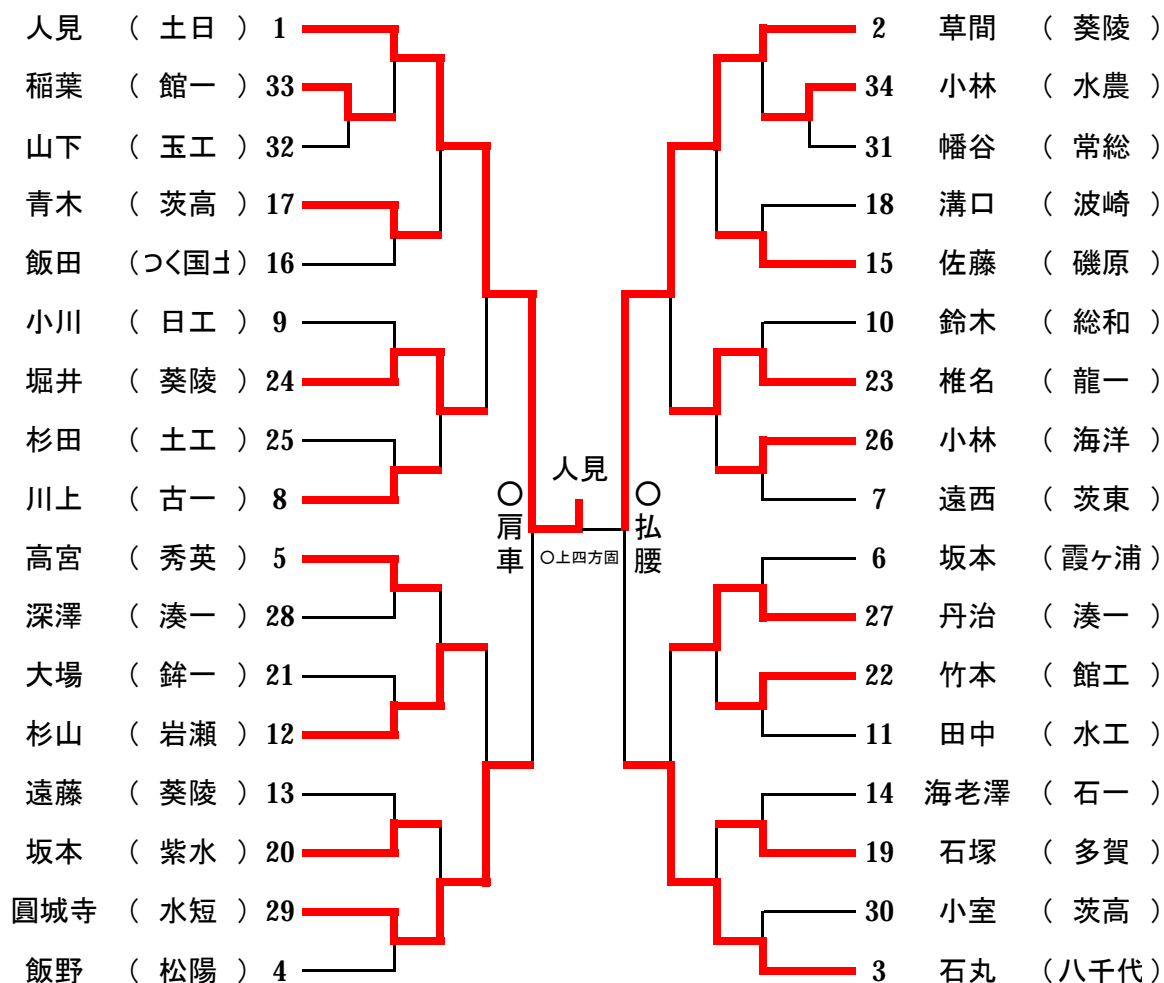 人見 （ 土日 ） 1
稲葉 （ 館一 ） 33
山下 （ 玉工 ） 32
青木 （ 茨高 ） 17
飯田 （つく国土） 16
小川 （ 日工 ） 9
堀井 （ 葵陵 ） 24
杉田 （ 土工 ） 25
川上 （ 古一 ） 8
高宮 （ 秀英 ） 5
深澤 （ 湊一 ） 28
大場 （ 鉾一 ） 21
杉山 （ 岩瀬 ） 12
遠藤 （ 葵陵 ） 13
坂本 （ 紫水 ） 20
圓城寺 （ 水短 ） 29
飯野 （ 松陽 ） 4
人見
○肩車
○上四方固
○払腰
2 草間 （ 葵陵 ）
34 小林 （ 水農 ）
31 幡谷 （ 常総 ）
18 溝口 （ 波崎 ）
15 佐藤 （ 磯原 ）
10 鈴木 （ 総和 ）
23 椎名 （ 龍一 ）
26 小林 （ 海洋 ）
7 遠西 （ 茨東 ）
6 坂本 （霞ヶ浦）
27 丹治 （ 湊一 ）
22 竹本 （ 館工 ）
11 田中 （ 水工 ）
14 海老澤 （ 石一 ）
19 石塚 （ 多賀 ）
30 小室 （ 茨高 ）
3 石丸 （八千代）